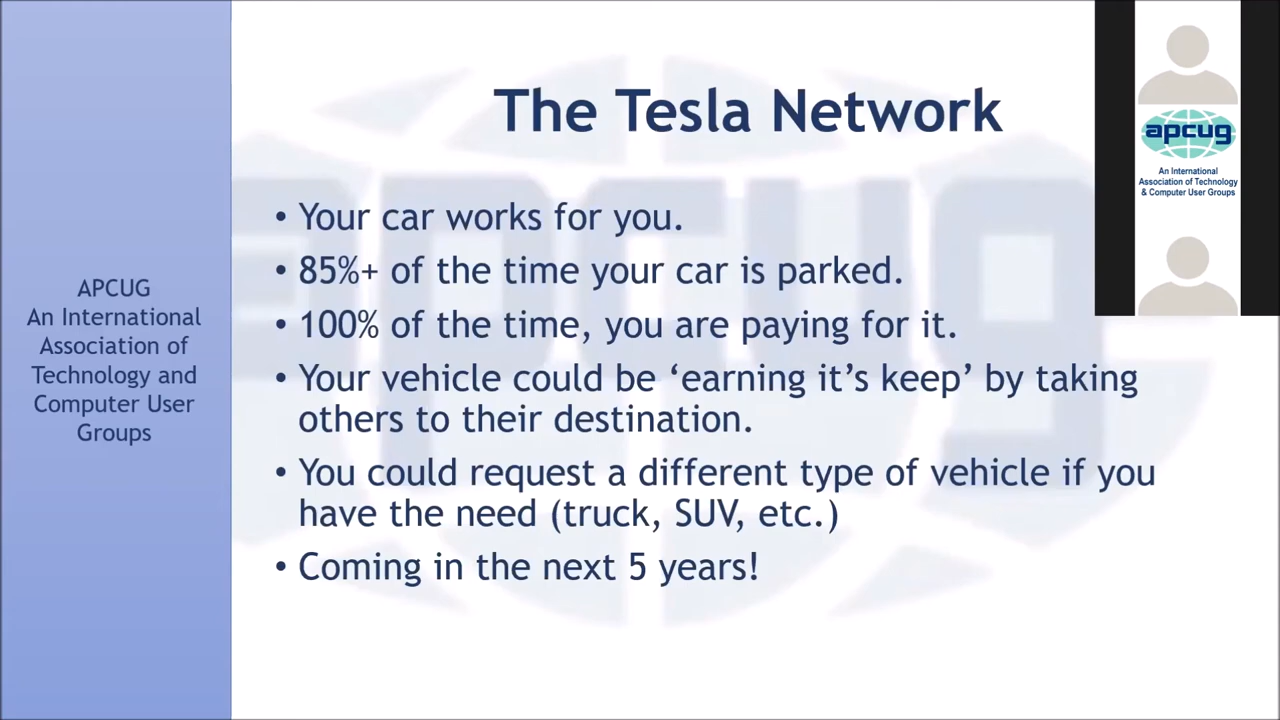 The Tesla Network
• Your car works for you.
• 85%+ of the time your car is parked.
• 100% of the time, you are paying for it.
• Your vehicle could be ‘earning it’s keep’ by taking
others to their destination.
• You could request a different type of vehicle if you
have the need (truck, SUV, etc.)
• Coming in the next 5 years!
APCUG
An International
Association of
Technology and
Computer User
Groups
apcug
An International
Association of Technology
& Computer User Groups
apcug